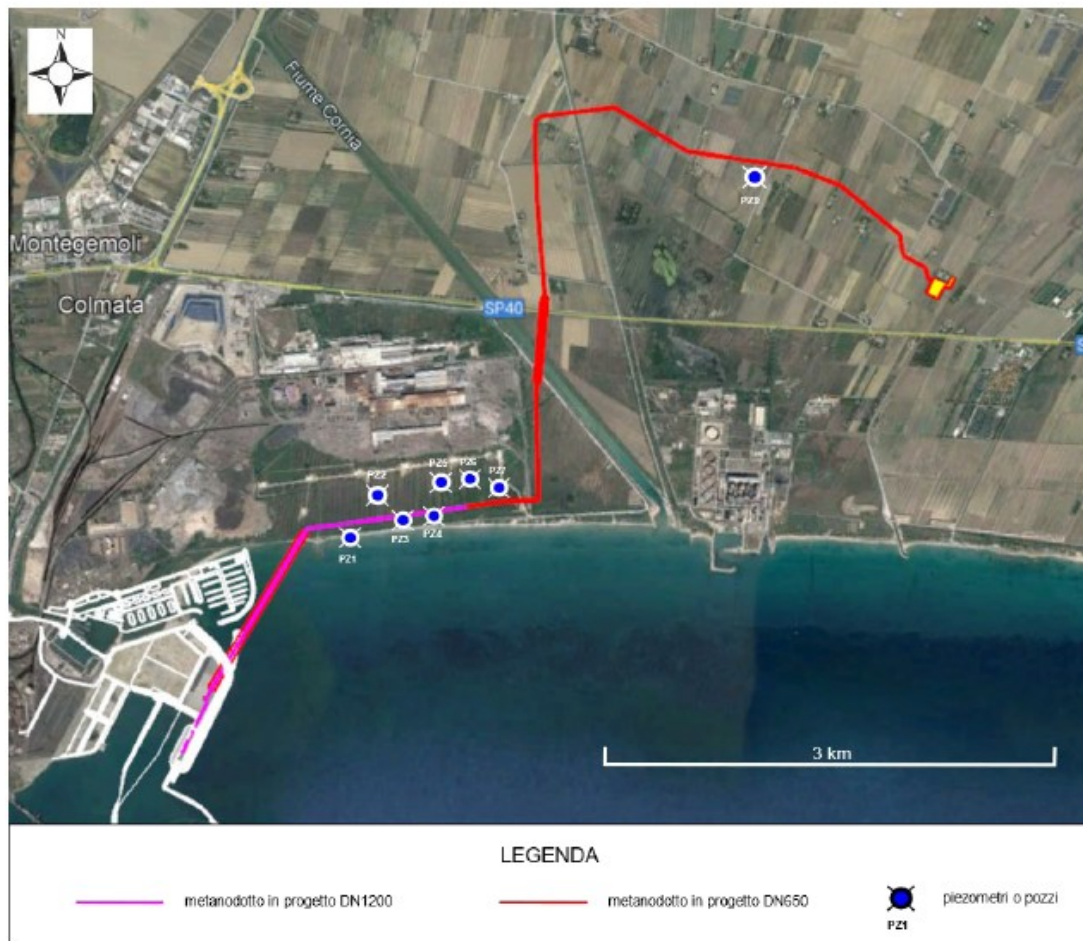 N
Fiume Cornia
Montegemoli
Colmata
SP40
S
PZ9
PZ5
PZ6
PZ7
PZ2
PZ3
PZ4
PZ1
3 km
LEGENDA
metanodotto in progetto DN1200
metanodotto in progetto DN650
piezometri o pozzi
PZ1